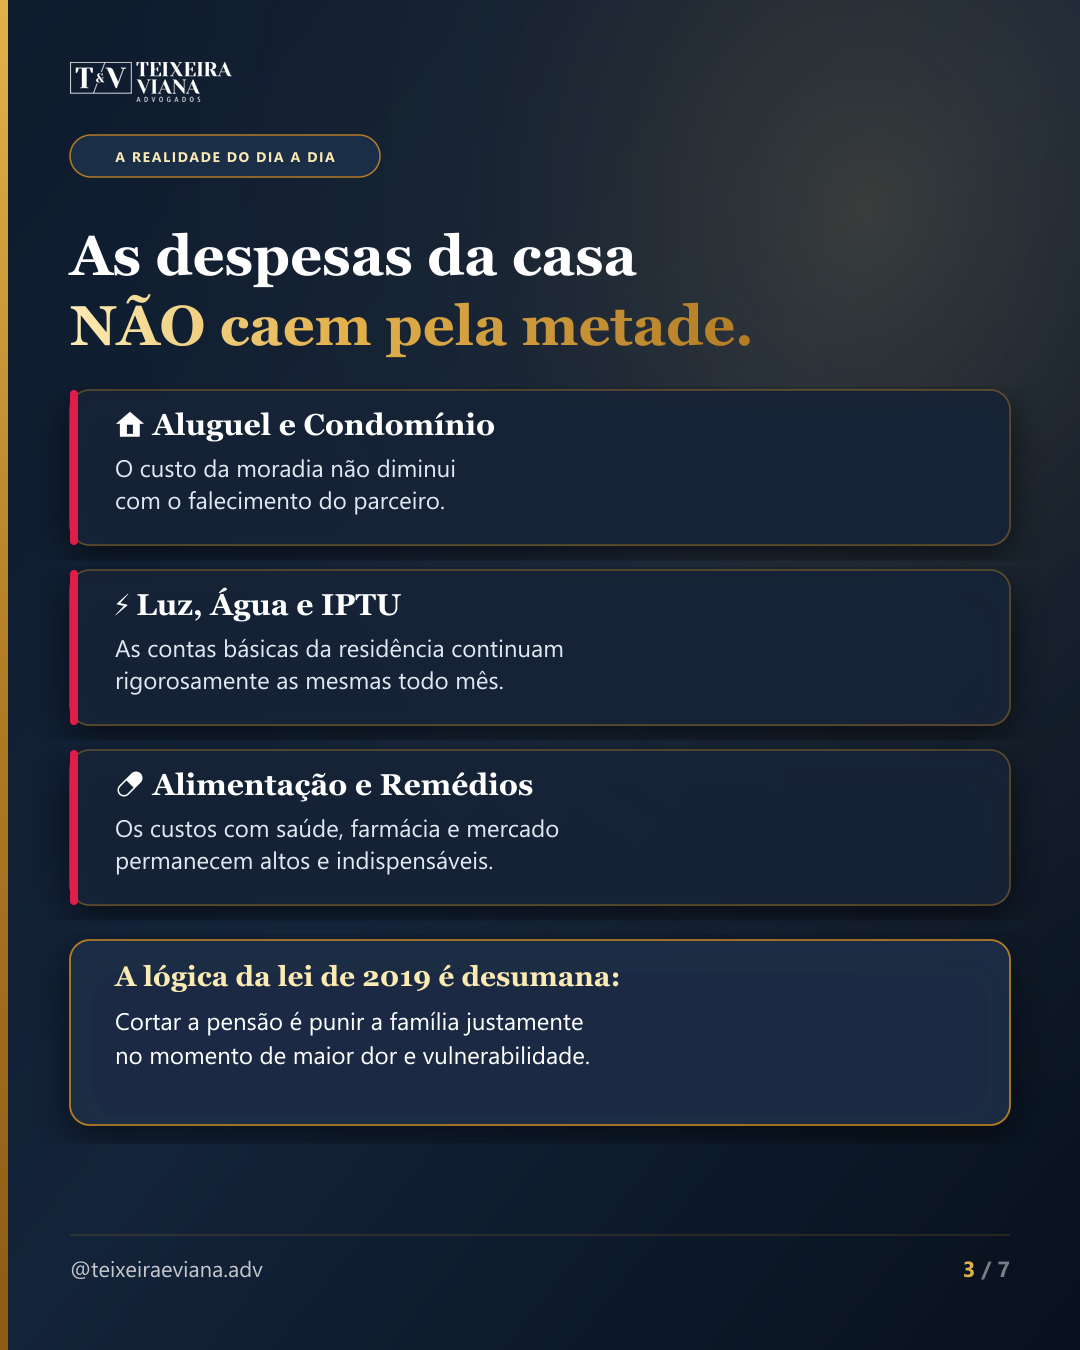 T&V TEIXEIRA
VIANA
ADVOGADOS
A REALIDADE DO DIA A DIA
As despesas da casa
NÃO caem pela metade.
Aluguel e Condomínio
O custo da moradia não diminui
com o falecimento do parceiro.
⚡ Luz, Água e IPTU
As contas básicas da residência continuam
rigorosamente as mesmas todo mês.
Alimentação e Remédios
Os custos com saúde, farmácia e mercado
permanecem altos e indispensáveis.
A lógica da lei de 2019 é desumana:
Cortar a pensão é punir a família justamente
no momento de maior dor e vulnerabilidade.
@teixeiraeviana.adv
3 / 7